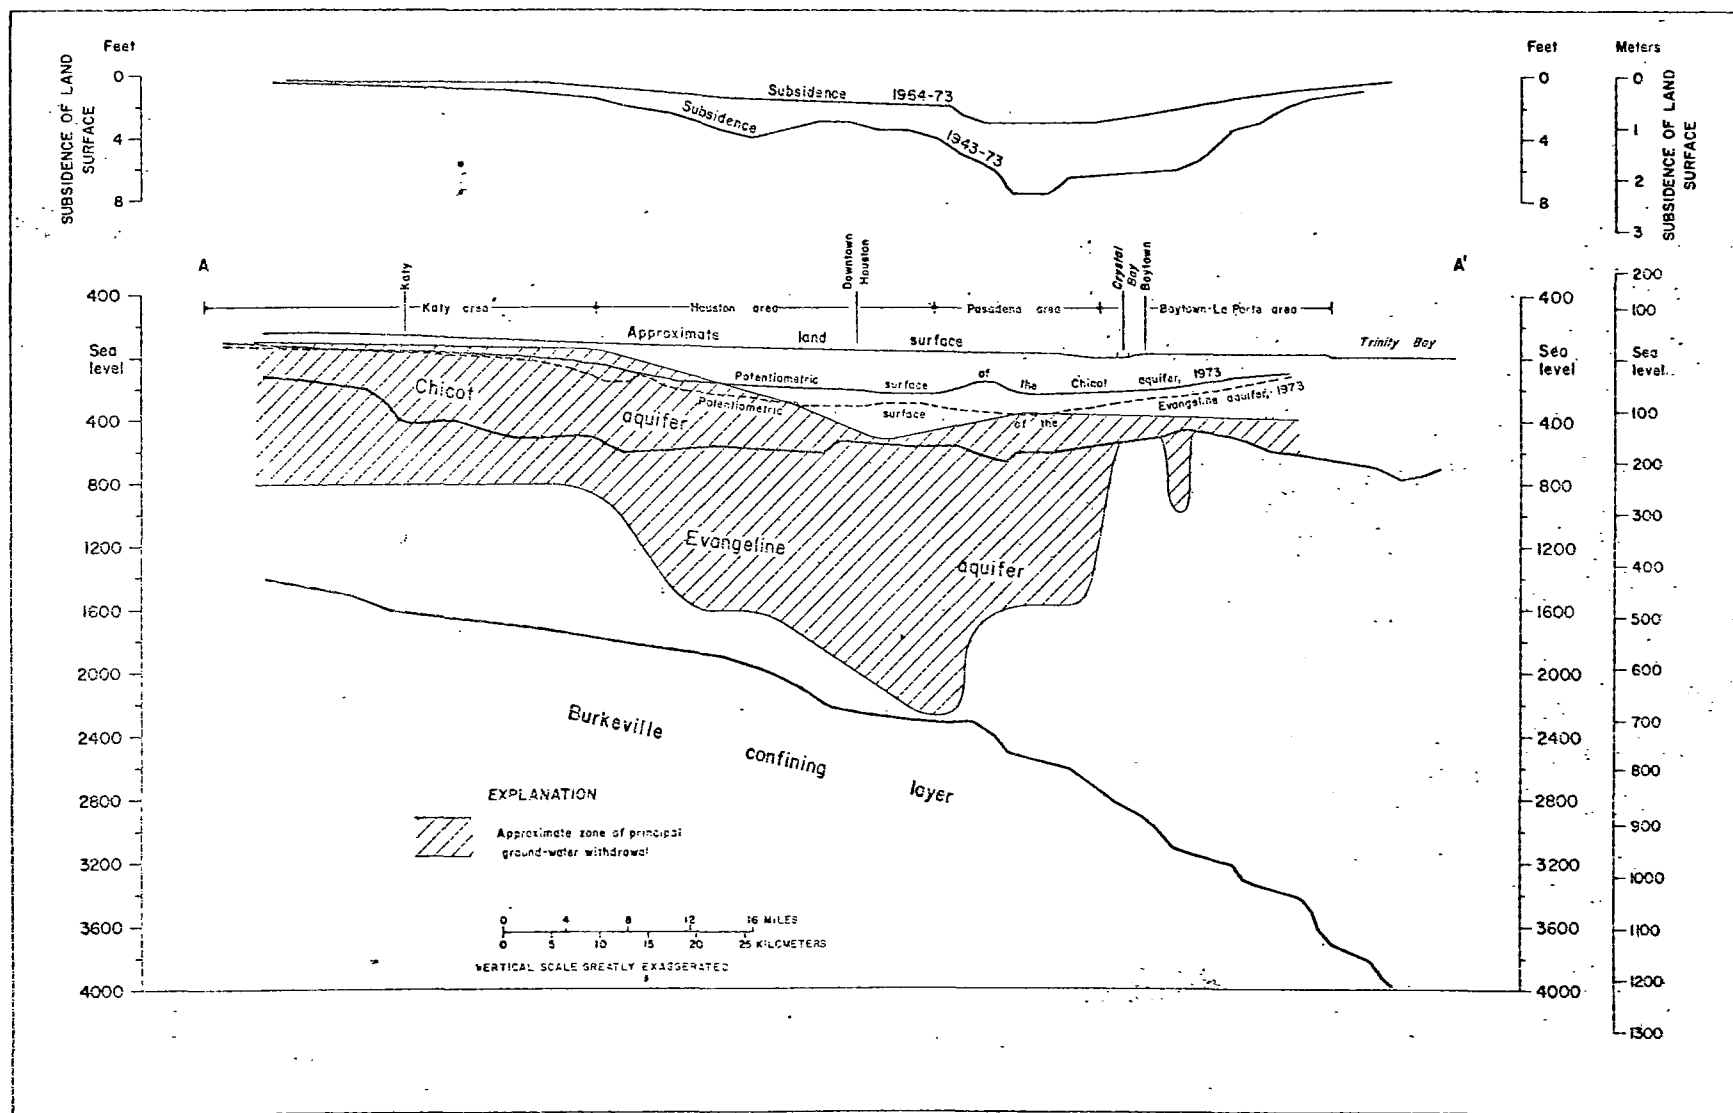 Feet
Feet
Meters
SUBSIDENCE OF LAND
SURFACE
0
4
8
0
4
8
0
1
2
3
SUBSIDENCE OF LAND
SURFACE
Subsidence 1964-73
Subsidence 1943-73
A
A'
Katy
Downtown
Houston
Crystal
Bay
Baytown
Katy area
Houston area
Pasadena area
Baytown-La Porte area
Approximate land surface
Trinity Bay
Potentiometric surface of the Chicot aquifer, 1973
Potentiometric surface of the Evangeline aquifer, 1973
Chicot aquifer
Evangeline aquifer
Burkeville confining layer
400
Sea
level
400
800
1200
1600
2000
2400
2800
3200
3600
4000
400
Sea
level
400
800
1200
1600
2000
2400
2800
3200
3600
4000
200
100
Sea
level
100
200
300
400
500
600
700
800
900
1000
1100
1200
1300
EXPLANATION
Approximate zone of principal
ground-water withdrawal
0 4 8 12 16 MILES
0 5 10 15 20 25 KILOMETERS
VERTICAL SCALE GREATLY EXAGGERATED